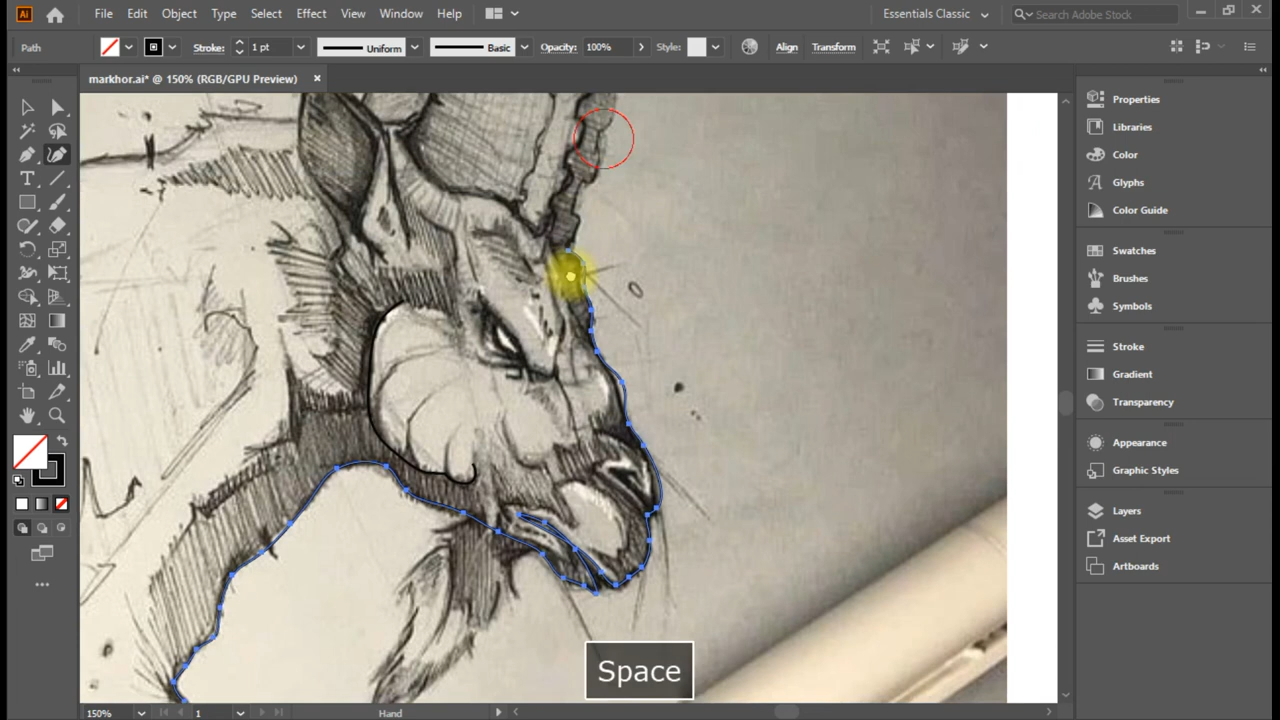 Ai File Edit Object Type Select Effect View Window Help Essentials Classic Search Adobe Stock
Path Stroke: 1 pt Uniform Basic Opacity: 100% Style: Align Transform
markhor.ai* @ 150% (RGB/GPU Preview)
Properties
Libraries
Color
Glyphs
Color Guide
Swatches
Brushes
Symbols
Stroke
Gradient
Transparency
Appearance
Graphic Styles
Layers
Asset Export
Artboards
Space
150% 1 Hand